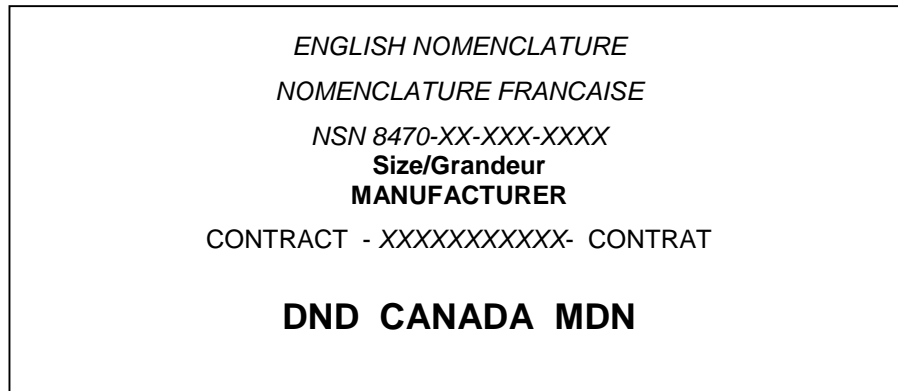 ENGLISH NOMENCLATURE
NOMENCLATURE FRANCAISE
NSN 8470-XX-XXX-XXXX
Size/Grandeur
MANUFACTURER
CONTRACT - XXXXXXXXXXX- CONTRAT
DND CANADA MDN